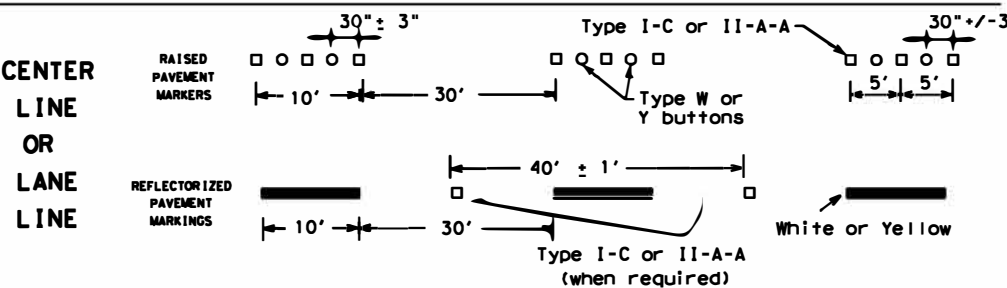 CENTER
LINE
OR
LANE
LINE
RAISED
PAVEMENT
MARKERS
30" ± 3"
10'
30'
Type I-C or II-A-A
Type W or
Y buttons
30"+/-3
5'
5'
REFLECTORIZED
PAVEMENT
MARKINGS
10'
30'
40' ± 1'
Type I-C or II-A-A
(when required)
White or Yellow